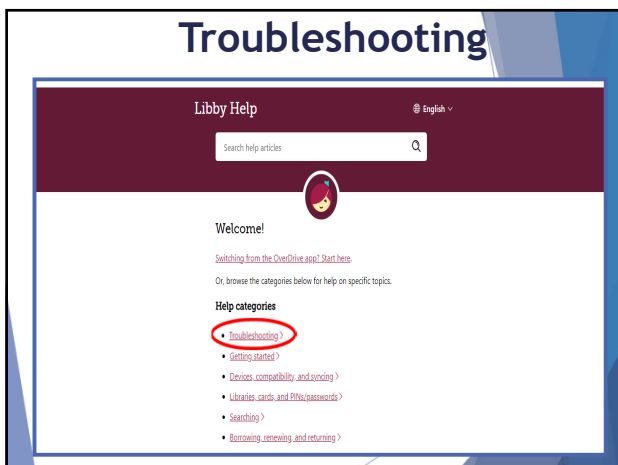 Troubleshooting
Libby Help
English
Search help articles
Welcome!
Switching from the OverDrive app? Start here.
Or, browse the categories below for help on specific topics.
Help categories
• Troubleshooting >
• Getting started >
• Devices, compatibility, and syncing >
• Libraries, cards, and PINs/passwords >
• Searching >
• Borrowing, renewing, and returning >